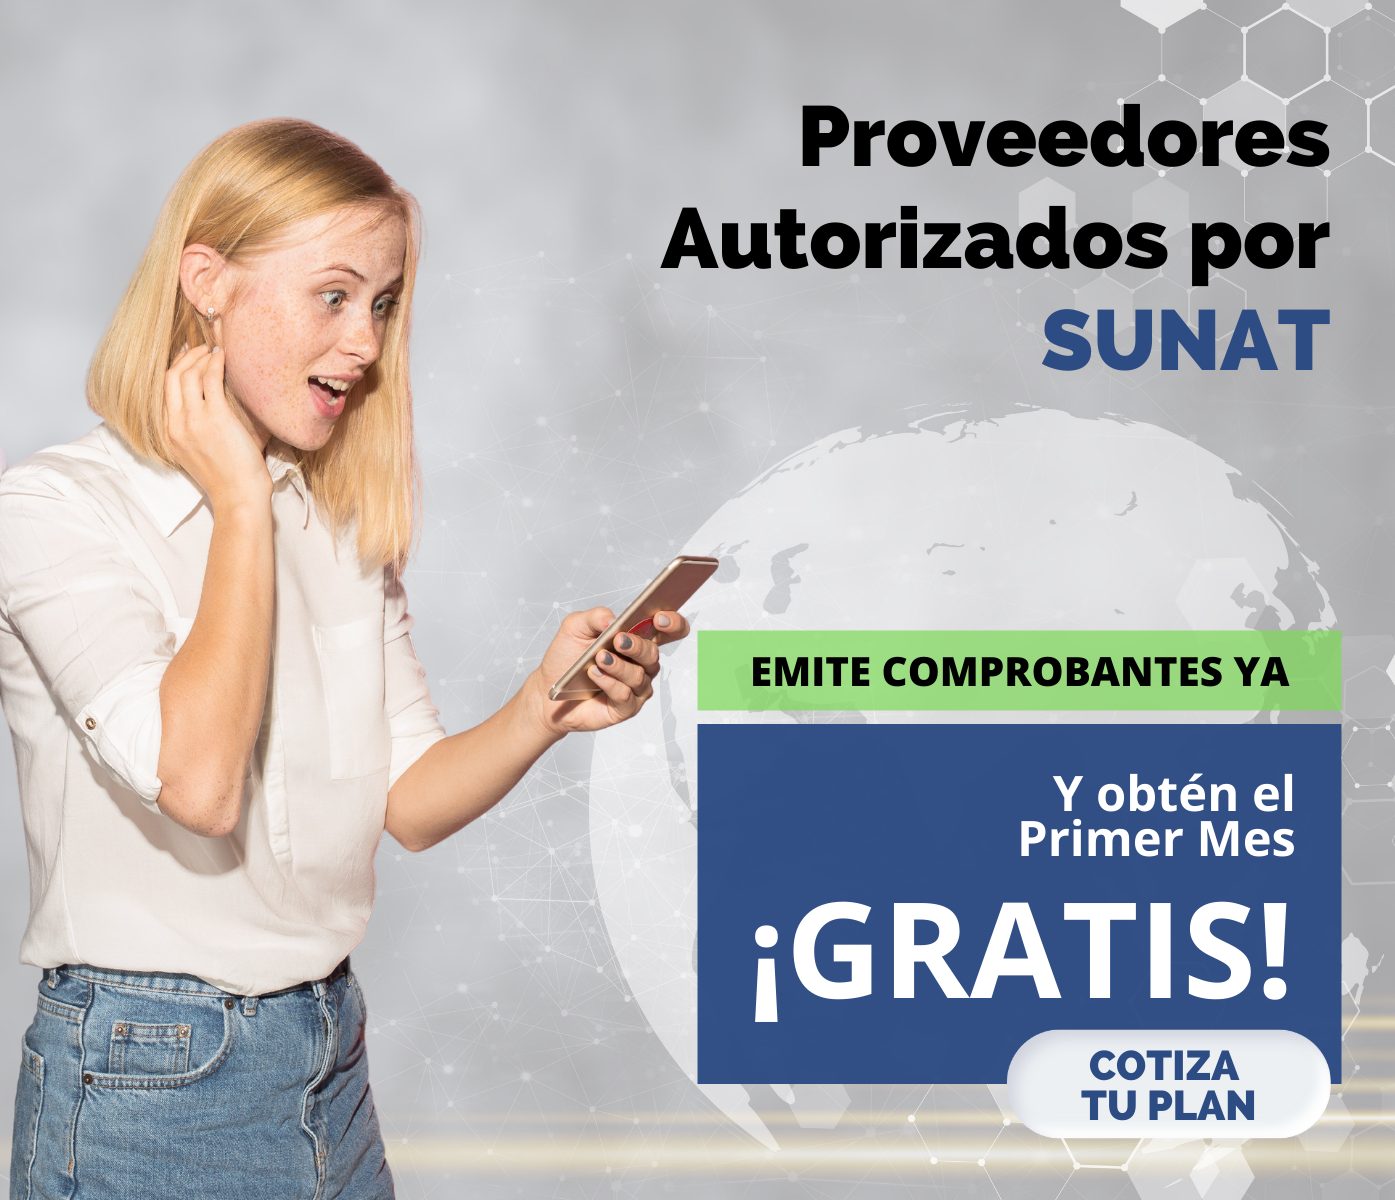 Proveedores
Autorizados por
SUNAT
EMITE COMPROBANTES YA
Y obtén el
Primer Mes
¡GRATIS!
COTIZA
TU PLAN